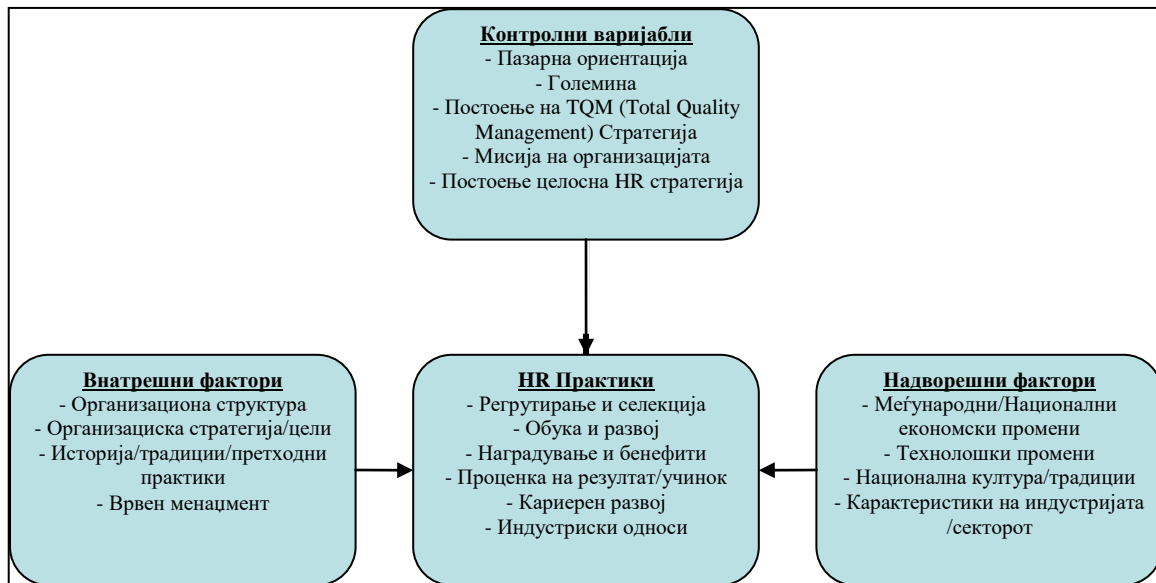 Контролни варијабли
- Пазарна ориентација
- Големина
- Постоење на TQM (Total Quality
Management) Стратегија
- Мисија на организацијата
- Постоење целосна HR стратегија
Внатрешни фактори
- Организациона структура
- Организациска стратегија/цели
- Историја/традиции/претходни
практики
- Врвен менаџмент
HR Практики
- Регрутирање и селекција
- Обука и развој
- Наградување и бенефити
- Проценка на резултат/учинок
- Кариерен развој
- Индустриски односи
Надворешни фактори
- Меѓународни/Национални
економски промени
- Технолошки промени
- Национална култура/традиции
- Карактеристики на индустријата
/секторот